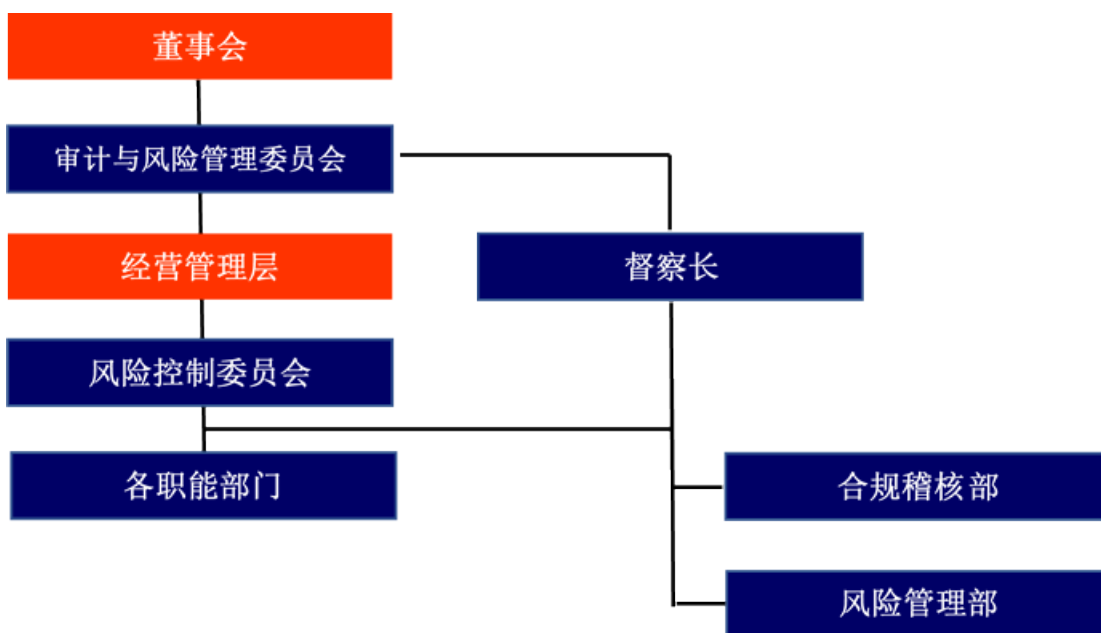 董事会
审计与风险管理委员会
经营管理层
督察长
风险控制委员会
各职能部门
合规稽核部
风险管理部